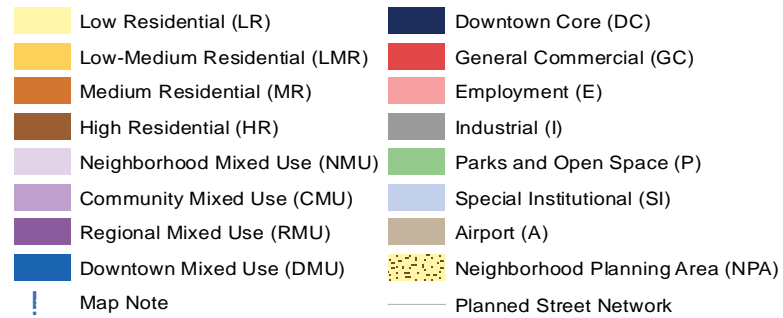 Low Residential (LR)
Low-Medium Residential (LMR)
Medium Residential (MR)
High Residential (HR)
Neighborhood Mixed Use (NMU)
Community Mixed Use (CMU)
Regional Mixed Use (RMU)
Downtown Mixed Use (DMU)
! Map Note
Downtown Core (DC)
General Commercial (GC)
Employment (E)
Industrial (I)
Parks and Open Space (P)
Special Institutional (SI)
Airport (A)
Neighborhood Planning Area (NPA)
Planned Street Network